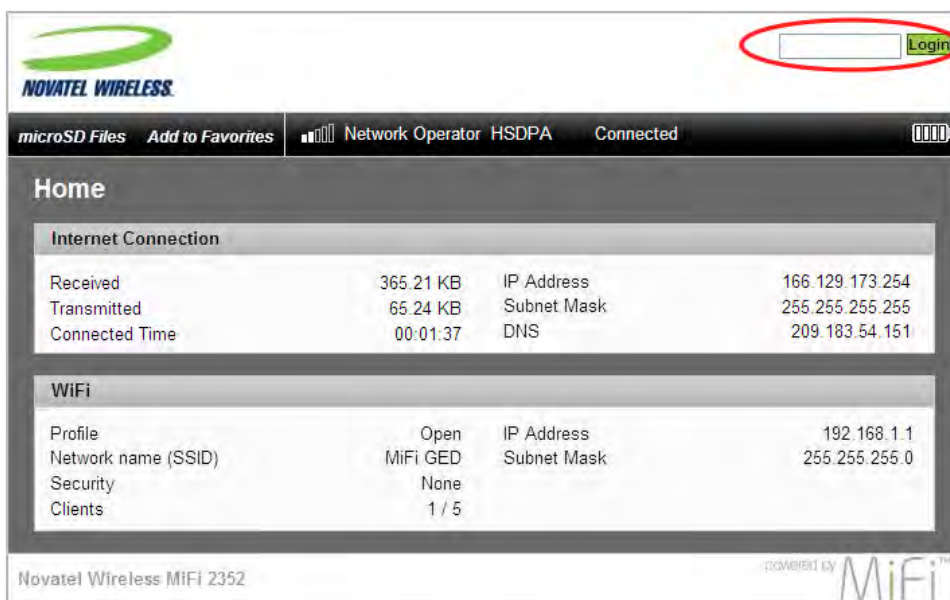 NOVATEL WIRELESS.
Login
microSD Files Add to Favorites Network Operator HSDPA Connected
Home
Internet Connection
Received 365.21 KB IP Address 166.129.173.254
Transmitted 65.24 KB Subnet Mask 255.255.255.255
Connected Time 00:01:37 DNS 209.183.54.151
WiFi
Profile Open IP Address 192.168.1.1
Network name (SSID) MiFi GED Subnet Mask 255.255.255.0
Security None
Clients 1 / 5
Novatel Wireless MiFi 2352 powered by MiFi™